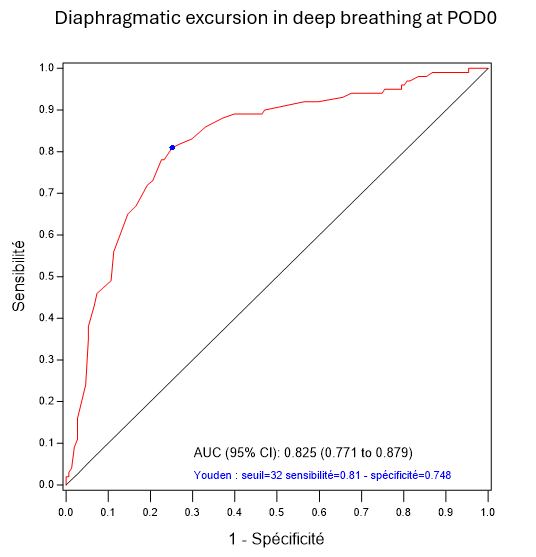 Diaphragmatic excursion in deep breathing at POD0
1.0
0.9
0.8
0.7
0.6
0.5
0.4
0.3
0.2
0.1
0.0
Sensibilité
AUC (95% CI): 0.825 (0.771 to 0.879)
Youden : seuil=32 sensibilité=0.81 - spécificité=0.748
0.0 0.1 0.2 0.3 0.4 0.5 0.6 0.7 0.8 0.9 1.0
1 - Spécificité